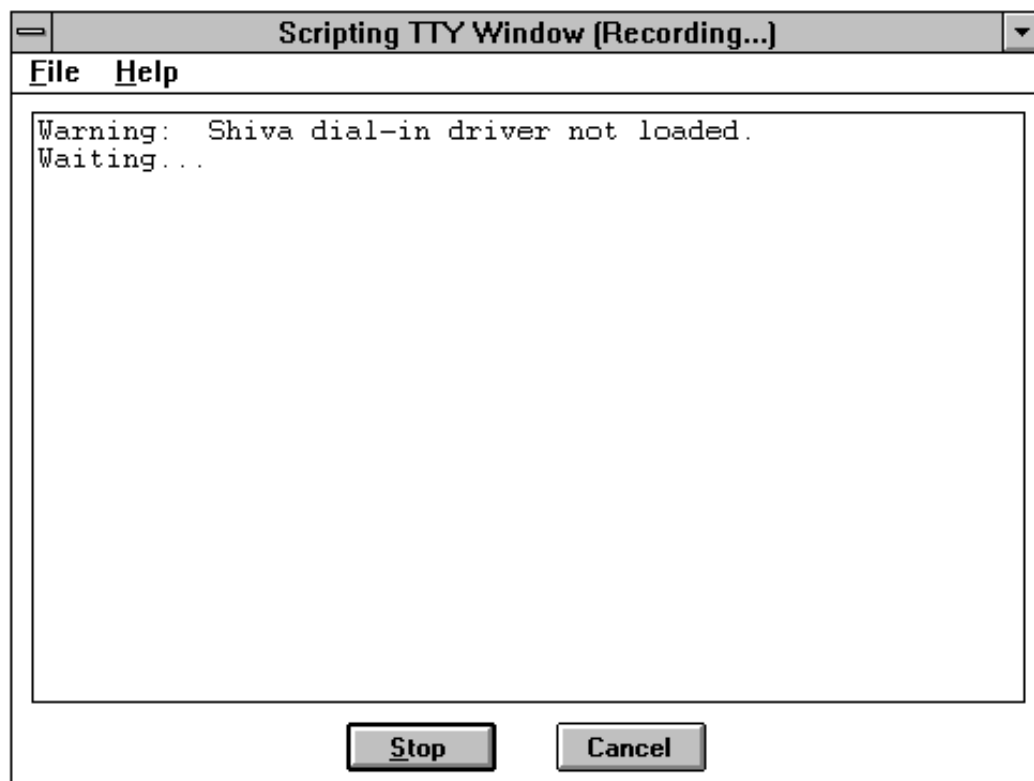 Scripting TTY Window (Recording...)
File Help
Warning:  Shiva dial-in driver not loaded.
Waiting...
Stop Cancel